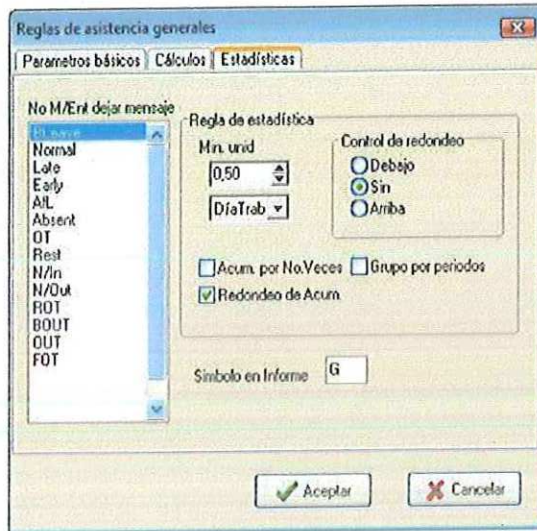 Reglas de asistencia generales
Parametros básicos Cálculos Estadísticas
No M/Ent dejar mensaje
BLeave
Normal
Late
Early
A/L
Absent
OT
Rest
N/In
N/Out
ROT
BOUT
OUT
FOT
Regla de estadística
Min. unid
0,50
DíaTrab
Control de redondeo
Debajo
Sin
Arriba
Acum. por No.Veces
Grupo por periodos
Redondeo de Acum.
Simbolo en Informe G
Aceptar Cancelar